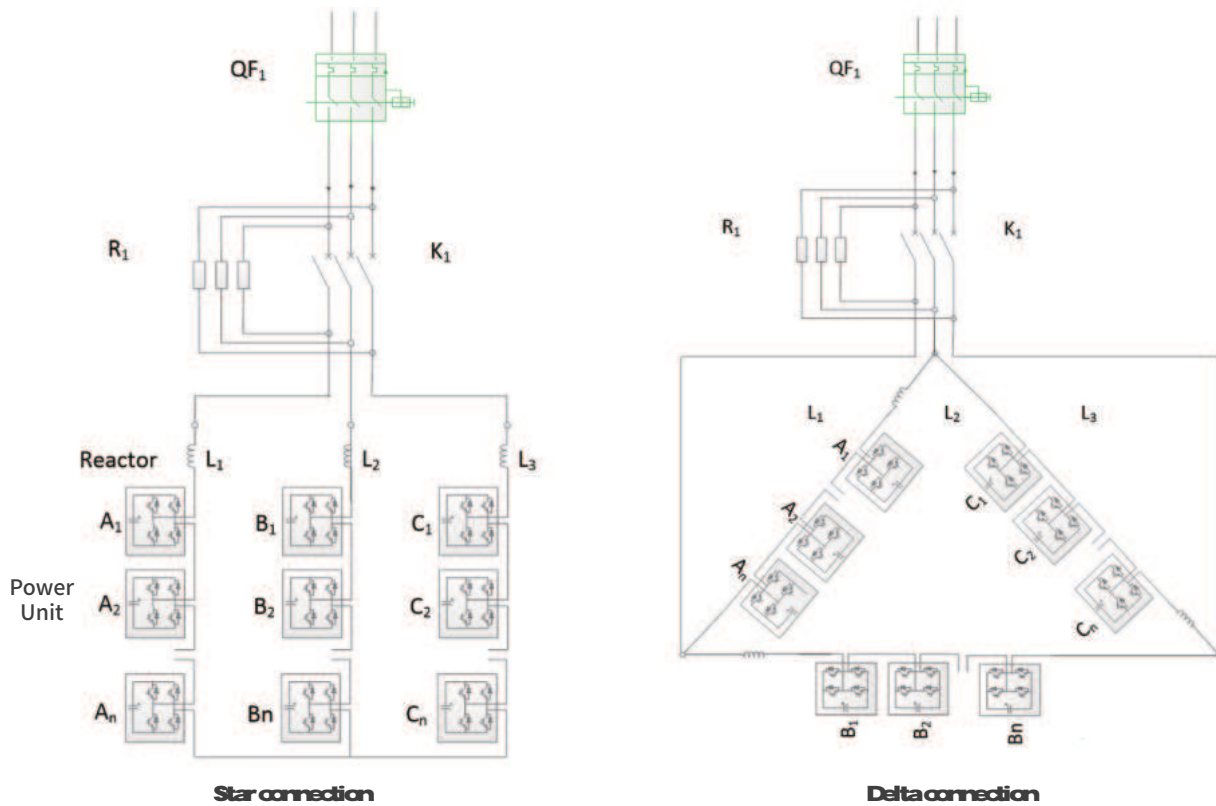 QF₁
R₁
K₁
Reactor
L₁
L₂
L₃
A₁
B₁
C₁
Power
Unit
A₂
B₂
C₂
Aₙ
Bn
Cₙ
Star connection
QF₁
R₁
K₁
L₁
L₂
L₃
A₁
A₂
Aₙ
C₁
C₂
Cₙ
B₁
B₂
Bn
Delta connection